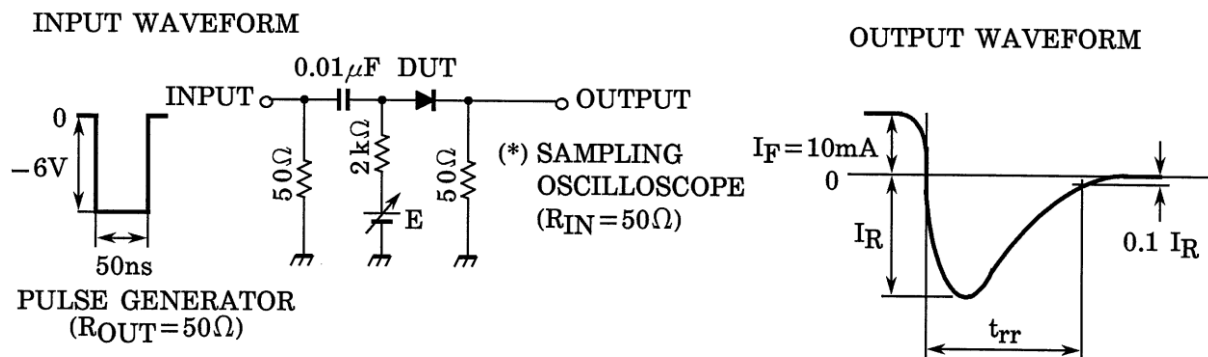 INPUT WAVEFORM
0
−6V
50ns
PULSE GENERATOR
(ROUT=50Ω)
0.01μF DUT
INPUT
OUTPUT
50Ω
2kΩ
E
50Ω
(*) SAMPLING
OSCILLOSCOPE
(RIN=50Ω)
OUTPUT WAVEFORM
IF=10mA
0
IR
0.1 IR
trr